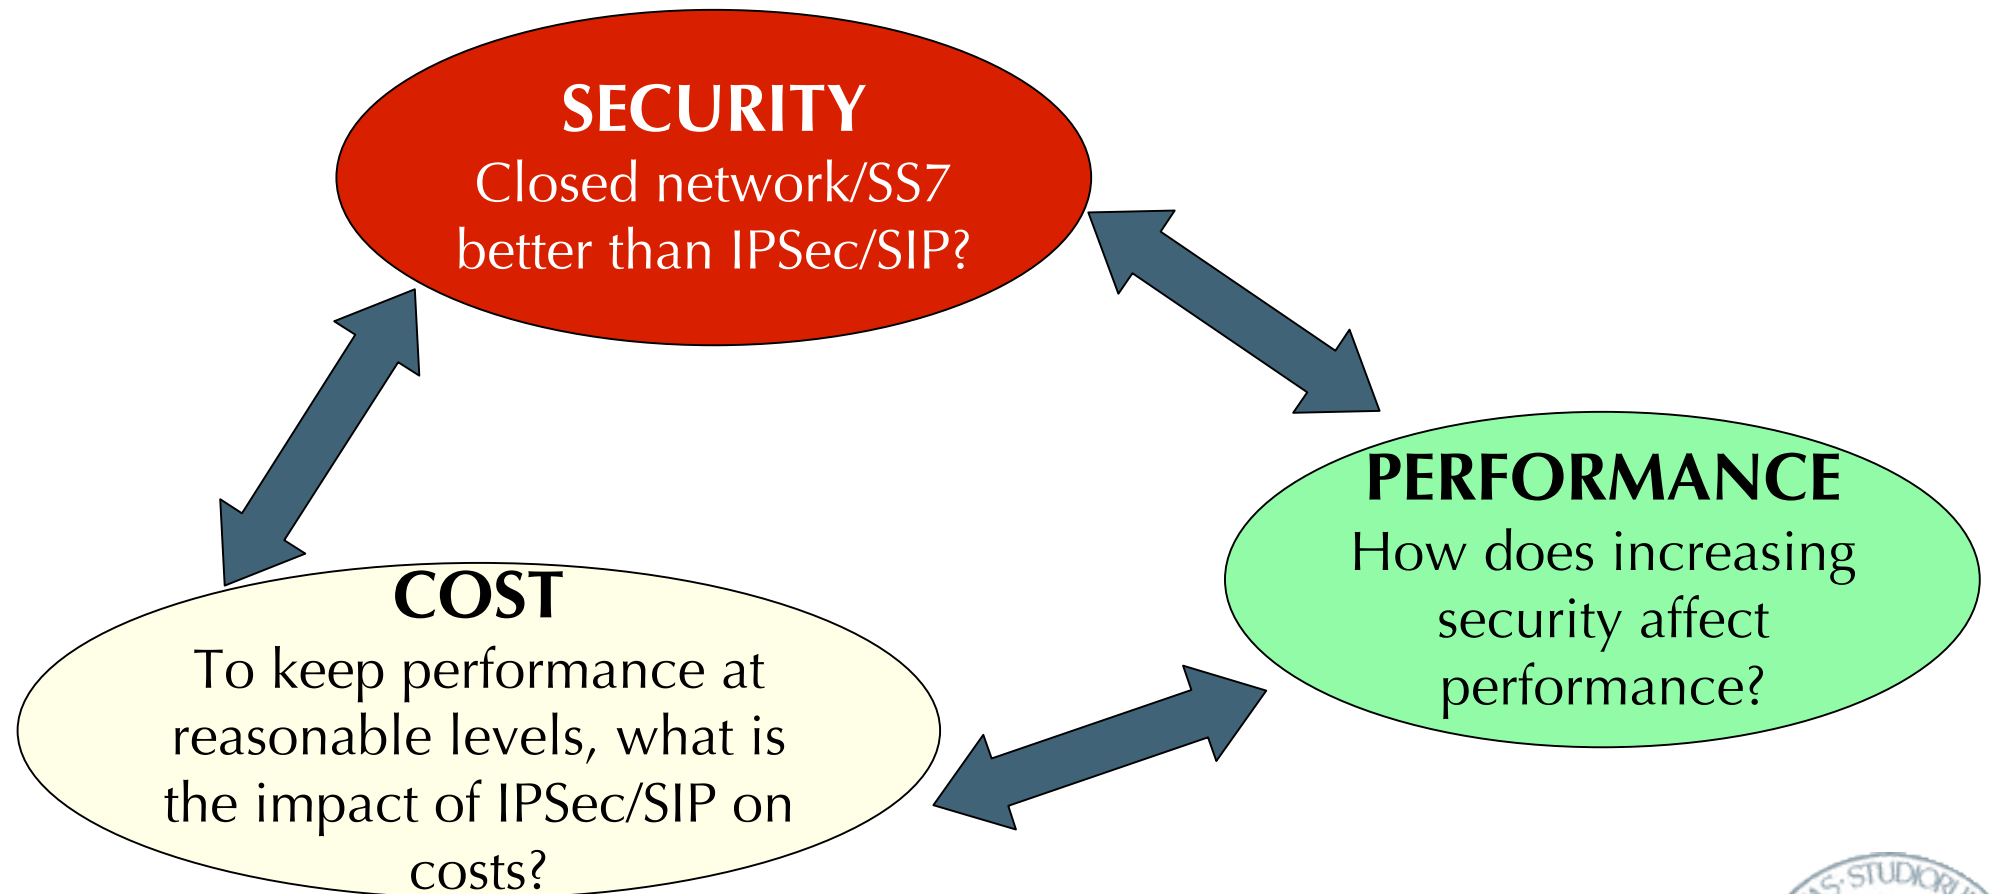 SECURITY
Closed network/SS7
better than IPSec/SIP?
PERFORMANCE
How does increasing
security affect
performance?
COST
To keep performance at
reasonable levels, what is
the impact of IPSec/SIP on
costs?